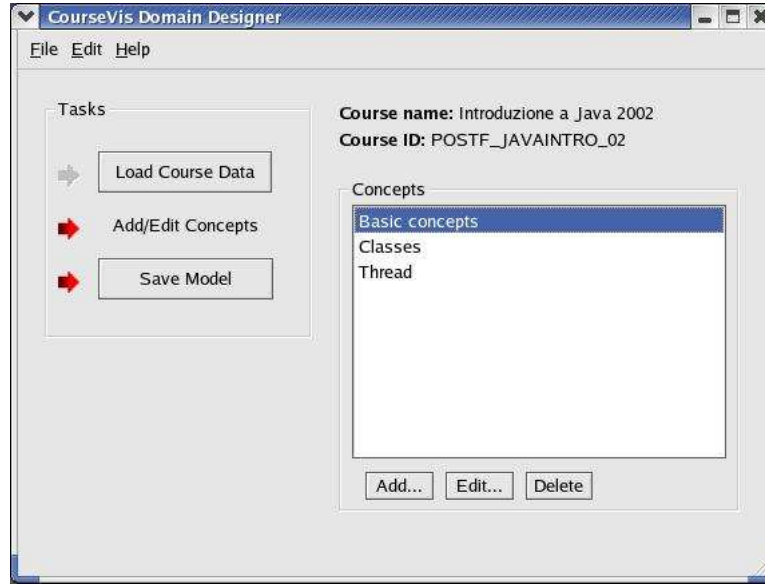 CourseVis Domain Designer
File Edit Help
Tasks
Load Course Data
Add/Edit Concepts
Save Model
Course name: Introduzione a Java 2002
Course ID: POSTF_JAVAINTRO_02
Concepts
Basic concepts
Classes
Thread
Add... Edit... Delete